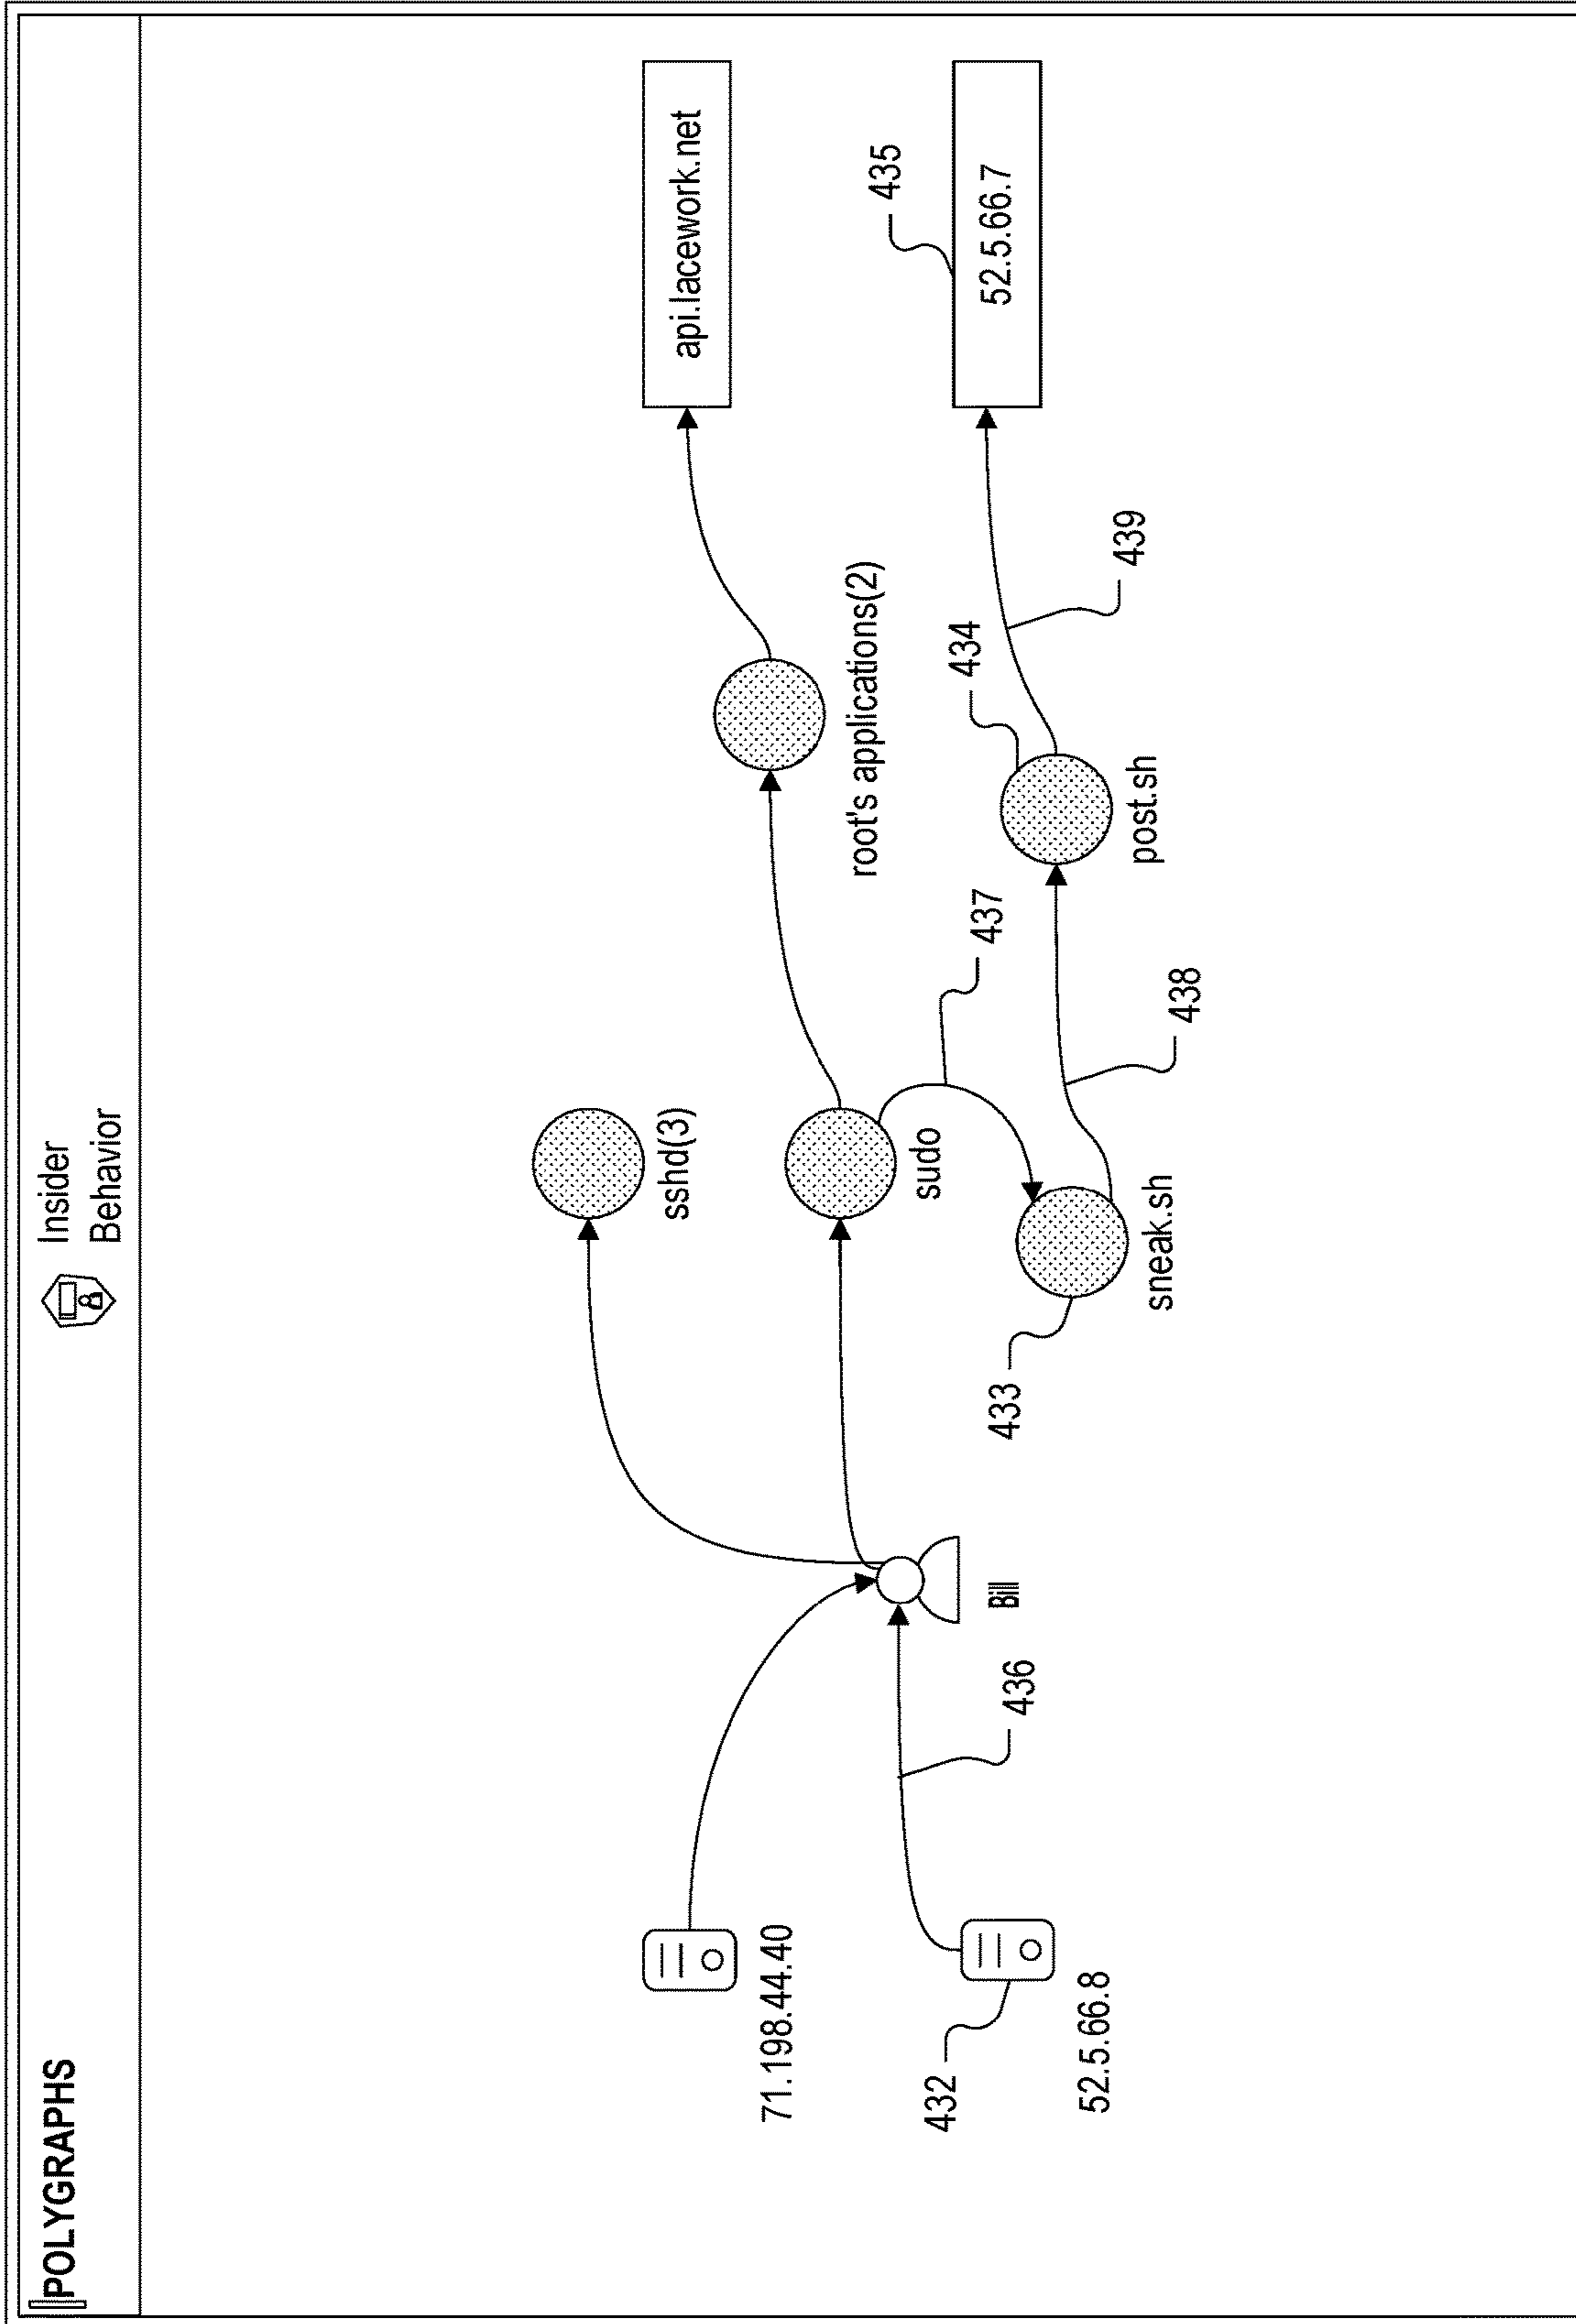 POLYGRAPHS
Insider
Behavior
sshd(3)
api.lacework.net
71.198.44.40
root's applications(2)
sudo
435
52.5.66.7
432
Bill
437
434
436
433
sneak.sh
post.sh
439
52.5.66.8
438